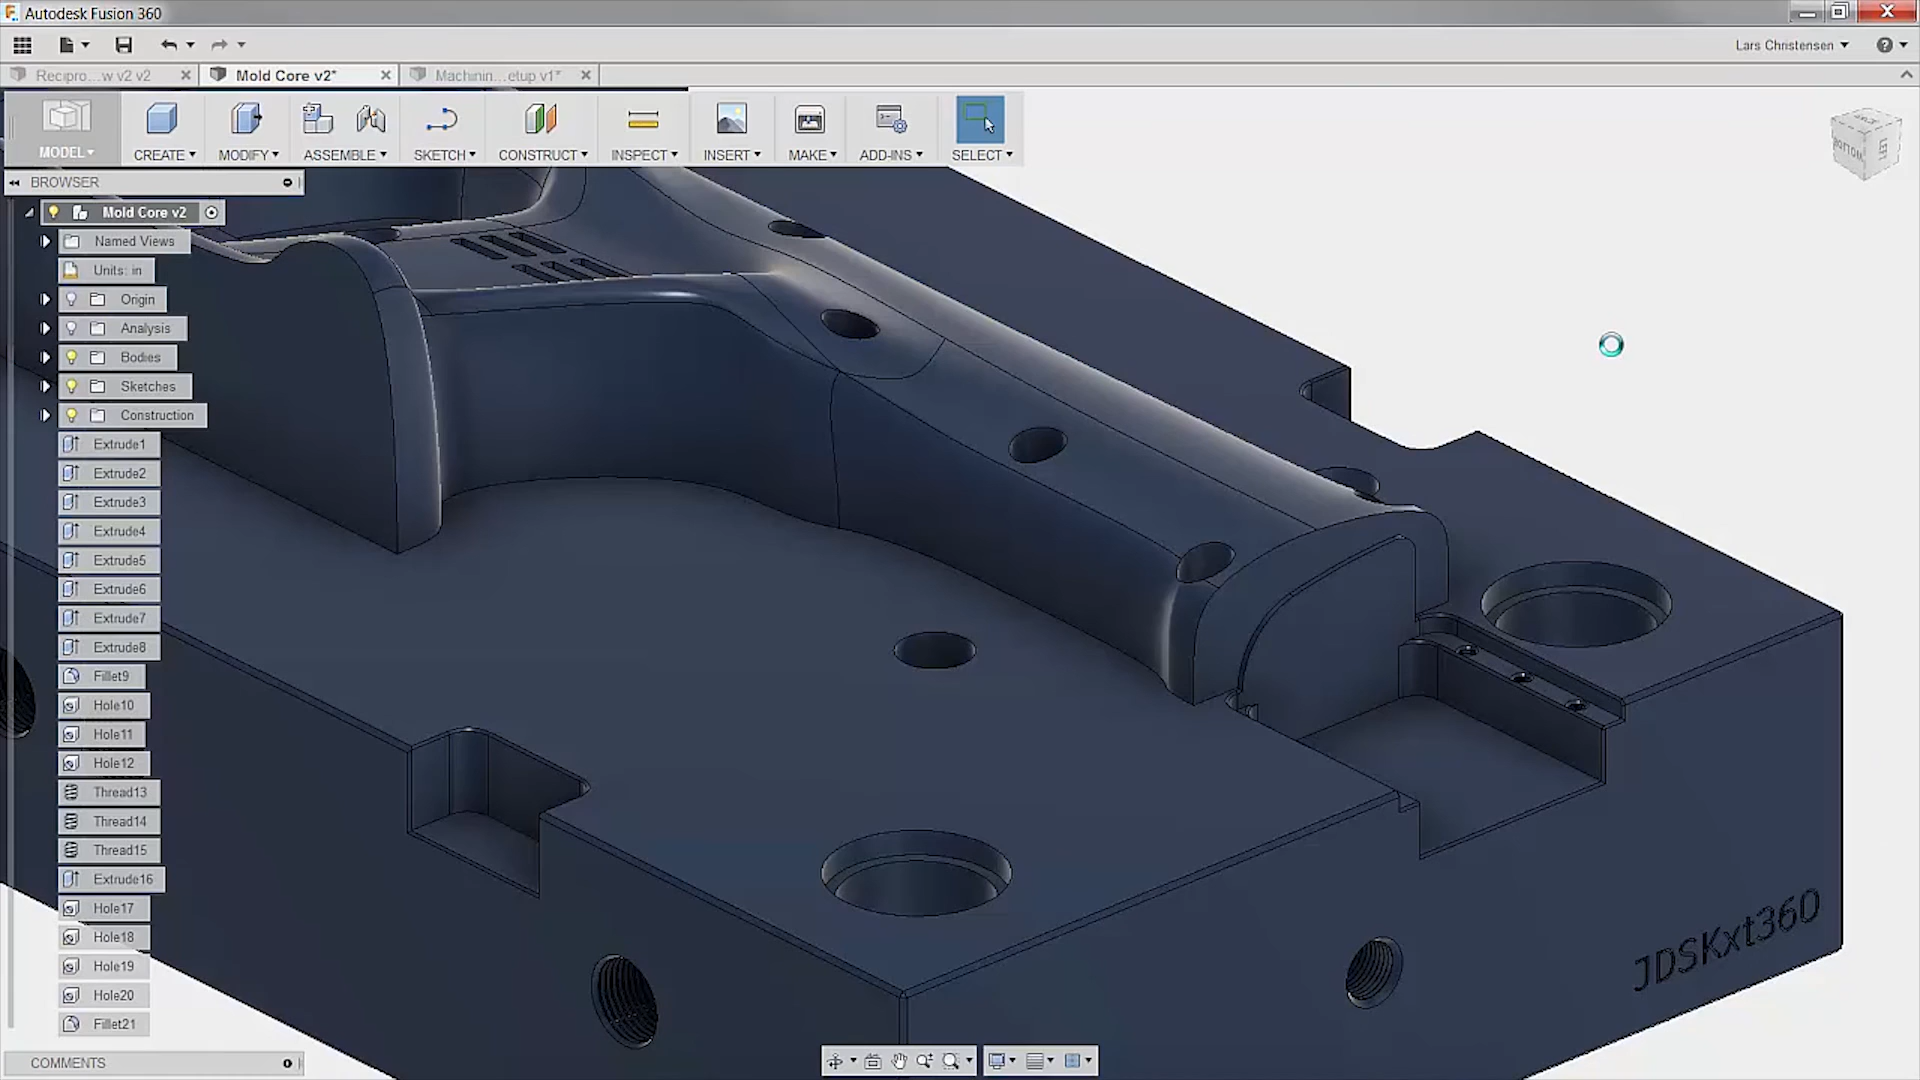 Autodesk Fusion 360
Lars Christensen
Recipro...w v2 v2
Mold Core v2*
Machinin...etup v1*
MODEL
CREATE
MODIFY
ASSEMBLE
SKETCH
CONSTRUCT
INSPECT
INSERT
MAKE
ADD-INS
SELECT
BACK
BOTTOM
LEFT
BROWSER
Mold Core v2
Named Views
Units: in
Origin
Analysis
Bodies
Sketches
Construction
Extrude1
Extrude2
Extrude3
Extrude4
Extrude5
Extrude6
Extrude7
Extrude8
Fillet9
Hole10
Hole11
Hole12
Thread13
Thread14
Thread15
Extrude16
Hole17
Hole18
Hole19
Hole20
Fillet21
JDSKxt360
COMMENTS